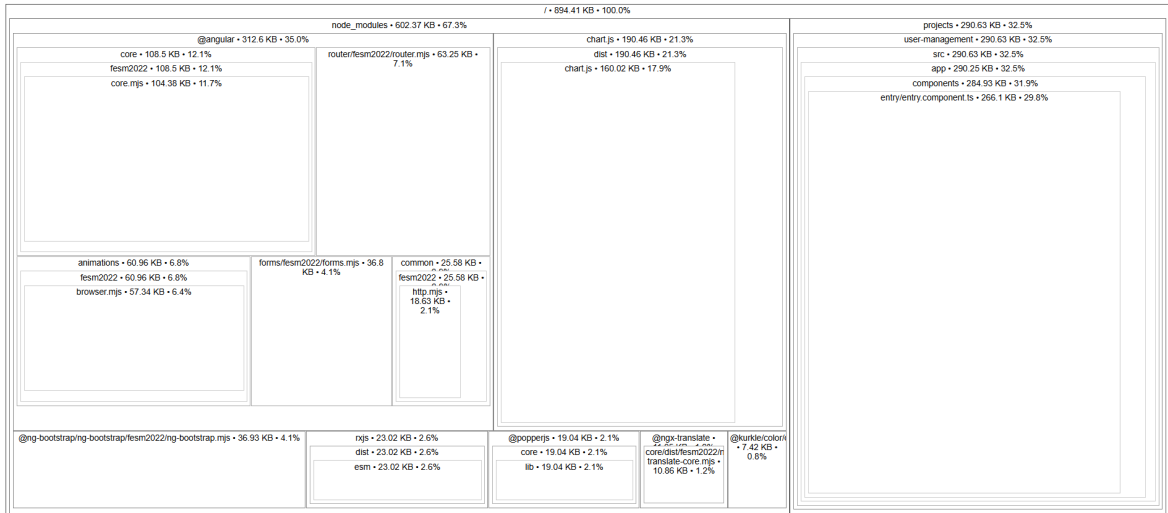 / • 894.41 KB • 100.0%
node_modules • 602.37 KB • 67.3%
@angular • 312.6 KB • 35.0%
core • 108.5 KB • 12.1%
fesm2022 • 108.5 KB • 12.1%
core.mjs • 104.38 KB • 11.7%
router/fesm2022/router.mjs • 63.25 KB •
7.1%
animations • 60.96 KB • 6.8%
fesm2022 • 60.96 KB • 6.8%
browser.mjs • 57.34 KB • 6.4%
forms/fesm2022/forms.mjs • 36.8
KB • 4.1%
common • 25.58 KB •
fesm2022 • 25.58 KB •
http.mjs •
18.63 KB •
2.1%
chart.js • 190.46 KB • 21.3%
dist • 190.46 KB • 21.3%
chart.js • 160.02 KB • 17.9%
@ng-bootstrap/ng-bootstrap/fesm2022/ng-bootstrap.mjs • 36.93 KB • 4.1%
rxjs • 23.02 KB • 2.6%
dist • 23.02 KB • 2.6%
esm • 23.02 KB • 2.6%
@popperjs • 19.04 KB • 2.1%
core • 19.04 KB • 2.1%
lib • 19.04 KB • 2.1%
@ngx-translate •
core/dist/fesm2022/n
translate-core.mjs •
10.86 KB • 1.2%
@kurkle/color/
7.42 KB •
0.8%
projects • 290.63 KB • 32.5%
user-management • 290.63 KB • 32.5%
src • 290.63 KB • 32.5%
app • 290.25 KB • 32.5%
components • 284.93 KB • 31.9%
entry/entry.component.ts • 266.1 KB • 29.8%